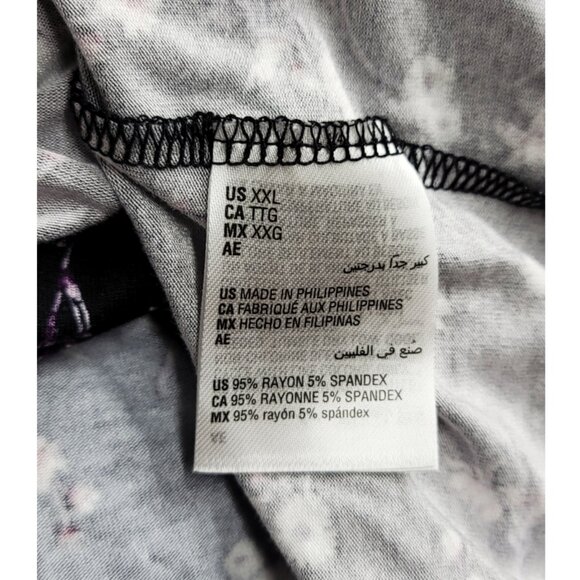 US XXL
CA TTG
MX XXG
AE
كبير جدًا بدرجتين
US MADE IN PHILIPPINES
CA FABRIQUÉ AUX PHILIPPINES
MX HECHO EN FILIPINAS
AE
صُنع في الفلبين
US 95% RAYON 5% SPANDEX
CA 95% RAYONNE 5% SPANDEX
MX 95% rayón 5% spándex